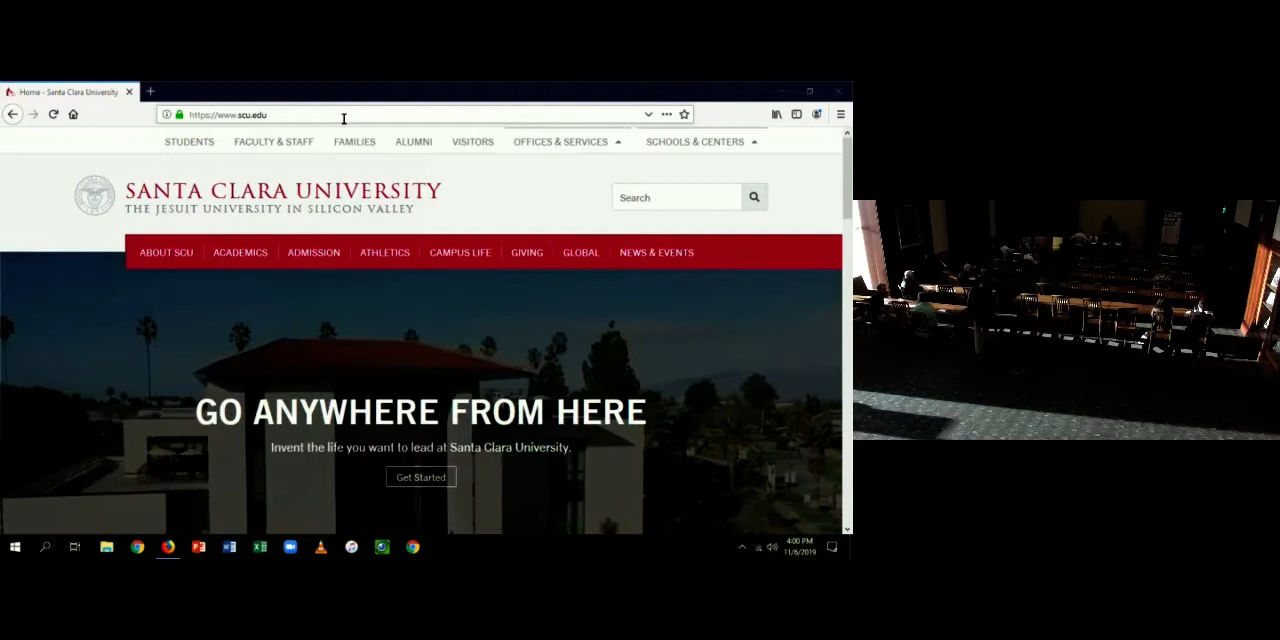 Home - Santa Clara University
https://www.scu.edu
STUDENTS FACULTY & STAFF FAMILIES ALUMNI VISITORS OFFICES & SERVICES SCHOOLS & CENTERS
SANTA CLARA UNIVERSITY
THE JESUIT UNIVERSITY IN SILICON VALLEY
Search
ABOUT SCU ACADEMICS ADMISSION ATHLETICS CAMPUS LIFE GIVING GLOBAL NEWS & EVENTS
GO ANYWHERE FROM HERE
Invent the life you want to lead at Santa Clara University.
Get Started
4:00 PM
11/6/2019